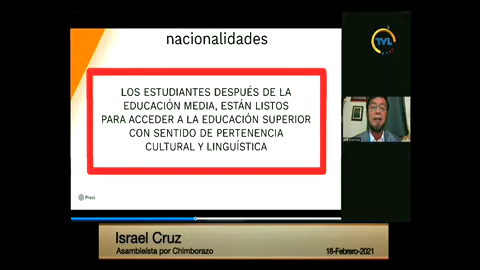 nacionalidades
TVL
LOS ESTUDIANTES DESPUÉS DE LA
EDUCACIÓN MEDIA, ESTÁN LISTOS
PARA ACCEDER A LA EDUCACIÓN SUPERIOR
CON SENTIDO DE PERTENENCIA
CULTURAL Y LINGUÍSTICA
Prezi
Israel Cruz
Asambleísta por Chimborazo
18-Febrero-2021